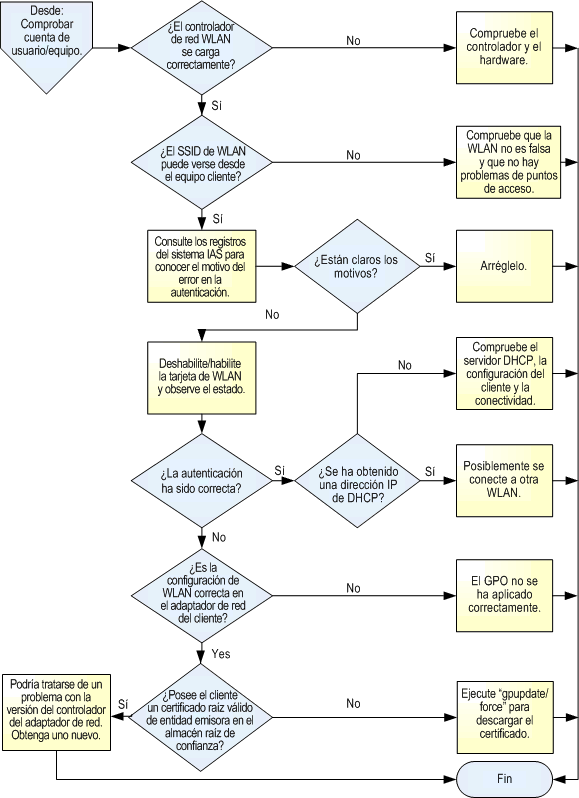 Desde:
Comprobar
cuenta de
usuario/equipo.
¿El controlador
de red WLAN
se carga
correctamente?
No
Compruebe el
controlador y el
hardware.
Sí
¿El SSID de WLAN
puede verse desde
el equipo cliente?
No
Compruebe que la
WLAN no es falsa
y que no hay
problemas de puntos
de acceso.
Sí
Consulte los registros
del sistema IAS para
conocer el motivo del
error en la
autenticación.
¿Están claros los
motivos?
Sí
Arréglelo.
No
Deshabilite/habilite
la tarjeta de WLAN
y observe el estado.
No
Compruebe el
servidor DHCP, la
configuración del
cliente y la
conectividad.
¿La autenticación
ha sido correcta?
Sí
¿Se ha obtenido
una dirección IP
de DHCP?
Sí
Posiblemente se
conecte a otra
WLAN.
No
¿Es la
configuración de
WLAN correcta en
el adaptador de red
del cliente?
No
El GPO no se
ha aplicado
correctamente.
Yes
Podría tratarse de un
problema con la
versión del controlador
del adaptador de red.
Obtenga uno nuevo.
Sí
¿Posee el cliente
un certificado raíz válido
de entidad emisora en el
almacén raíz de
confianza?
No
Ejecute “gpupdate/
force” para
descargar el
certificado.
Fin